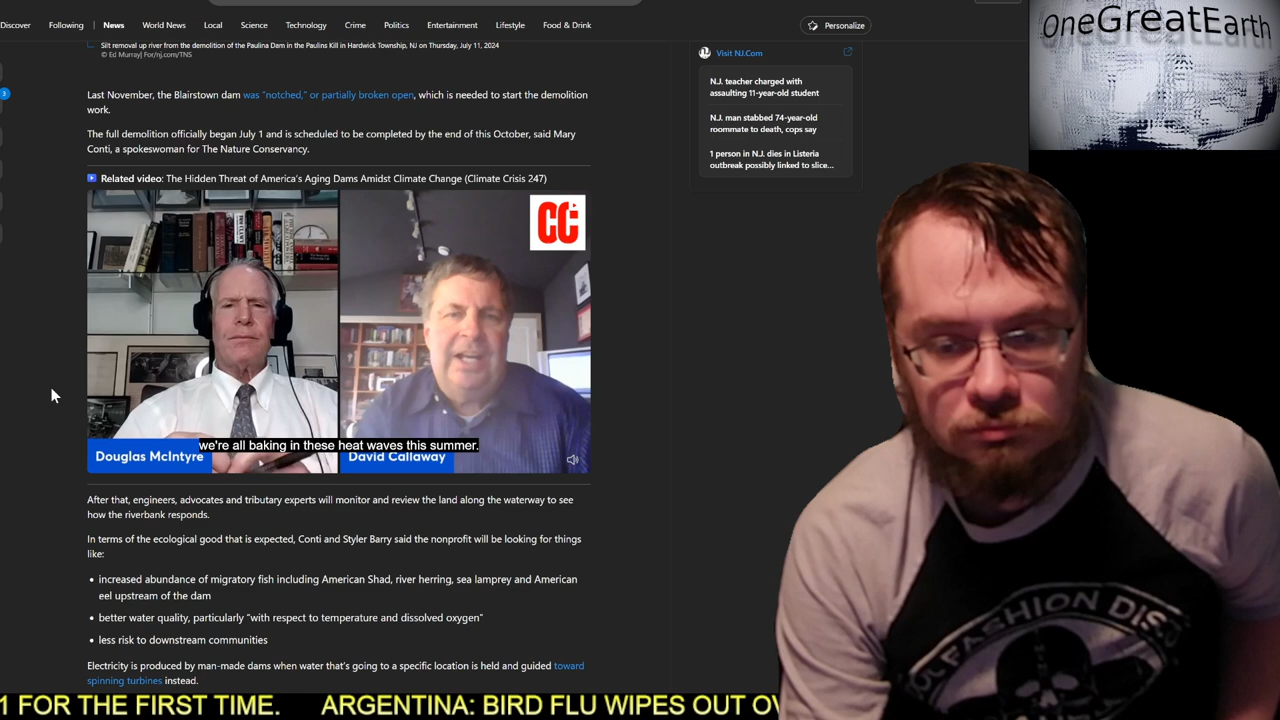 Discover
Following
News
World News
Local
Science
Technology
Crime
Politics
Entertainment
Lifestyle
Food & Drink
Personalize
OneGreatEarth
Silt removal up river from the demolition of the Paulina Dam in the Paulins Kill in Hardwick Township, NJ on Thursday, July 11, 2024
© Ed Murray| For/nj.com/TNS
Visit NJ.Com
N.J. teacher charged with
assaulting 11-year-old student
N.J. man stabbed 74-year-old
roommate to death, cops say
1 person in N.J. dies in Listeria
outbreak possibly linked to slice...
3
Last November, the Blairstown dam was "notched," or partially broken open, which is needed to start the demolition
work.
The full demolition officially began July 1 and is scheduled to be completed by the end of this October, said Mary
Conti, a spokeswoman for The Nature Conservancy.
Related video: The Hidden Threat of America's Aging Dams Amidst Climate Change (Climate Crisis 247)
CC
we're all baking in these heat waves this summer.
Douglas McIntyre
David Callaway
After that, engineers, advocates and tributary experts will monitor and review the land along the waterway to see
how the riverbank responds.
In terms of the ecological good that is expected, Conti and Styler Barry said the nonprofit will be looking for things
like:
• increased abundance of migratory fish including American Shad, river herring, sea lamprey and American
eel upstream of the dam
• better water quality, particularly "with respect to temperature and dissolved oxygen"
• less risk to downstream communities
Electricity is produced by man-made dams when water that's going to a specific location is held and guided toward
spinning turbines instead.
FASHION DIS
1 FOR THE FIRST TIME. ARGENTINA: BIRD FLU WIPES OUT OV